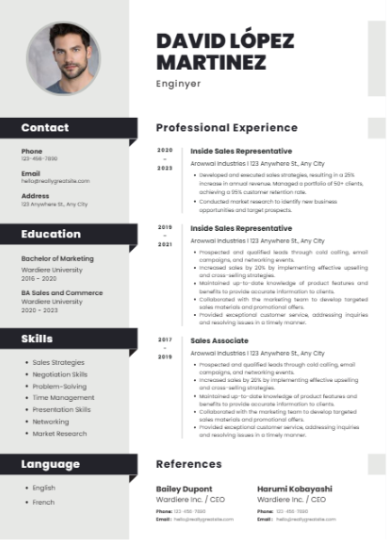 DAVID LÓPEZ
MARTINEZ
Enginyer
Contact
Phone
123-456-7890
Email
hello@reallygreatsite.com
Address
123 Anywhere St., Any City
Education
Bachelor of Marketing
Wardiere University
2016 - 2020
BA Sales and Commerce
Wardiere University
2020 - 2023
Skills
Sales Strategies
Negotiation Skills
Problem-Solving
Time Management
Presentation Skills
Networking
Market Research
Language
English
French
Professional Experience
2020
-
2023
Inside Sales Representative
Arowwai Industries I 123 Anywhere St., Any City
Developed and executed sales strategies, resulting in a 25%
increase in annual revenue. Managed a portfolio of 50+ clients,
achieving a 95% customer retention rate.
Conducted market research to identify new business
opportunities and target prospects.
2019
-
2021
Inside Sales Representative
Arowwai Industries I 123 Anywhere St., Any City
Prospected and qualified leads through cold calling, email
campaigns, and networking events.
Increased sales by 20% by implementing effective upselling
and cross-selling strategies.
Maintained up-to-date knowledge of product features and
benefits to provide accurate information to clients.
Collaborated with the marketing team to develop targeted
sales materials and promotional offers.
Provided exceptional customer service, addressing inquiries
and resolving issues in a timely manner.
2017
-
2019
Sales Associate
Arowwai Industries I 123 Anywhere St., Any City
Prospected and qualified leads through cold calling, email
campaigns, and networking events.
Increased sales by 20% by implementing effective upselling
and cross-selling strategies.
Maintained up-to-date knowledge of product features and
benefits to provide accurate information to clients.
Collaborated with the marketing team to develop targeted
sales materials and promotional offers.
Provided exceptional customer service, addressing inquiries
and resolving issues in a timely manner.
References
Bailey Dupont
Wardiere Inc. / CEO
Phone: 123-456-7890
Email: hello@reallygreatsite.com
Harumi Kobayashi
Wardiere Inc. / CEO
Phone: 123-456-7890
Email: hello@reallygreatsite.com